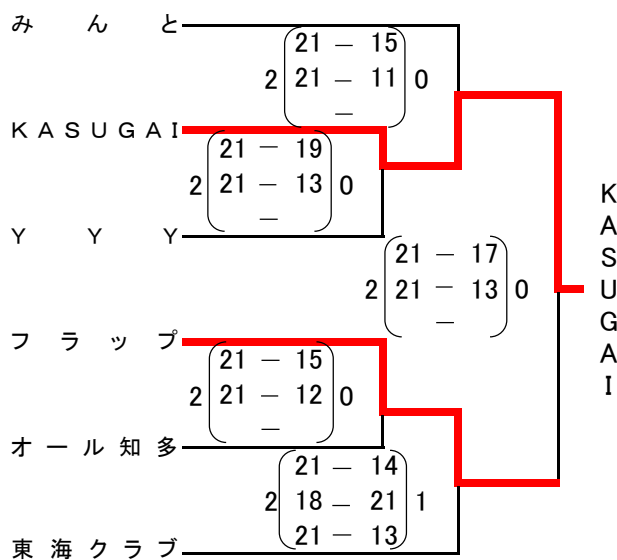 みんと
21 － 15
2 21 － 11 0
－
KASUGAI
21 － 19
2 21 － 13 0
－
YYY
21 － 17
2 21 － 13 0
－
KASUGAI
フラップ
21 － 15
2 21 － 12 0
－
オール知多
21 － 14
2 18 － 21 1
21 － 13
東海クラブ